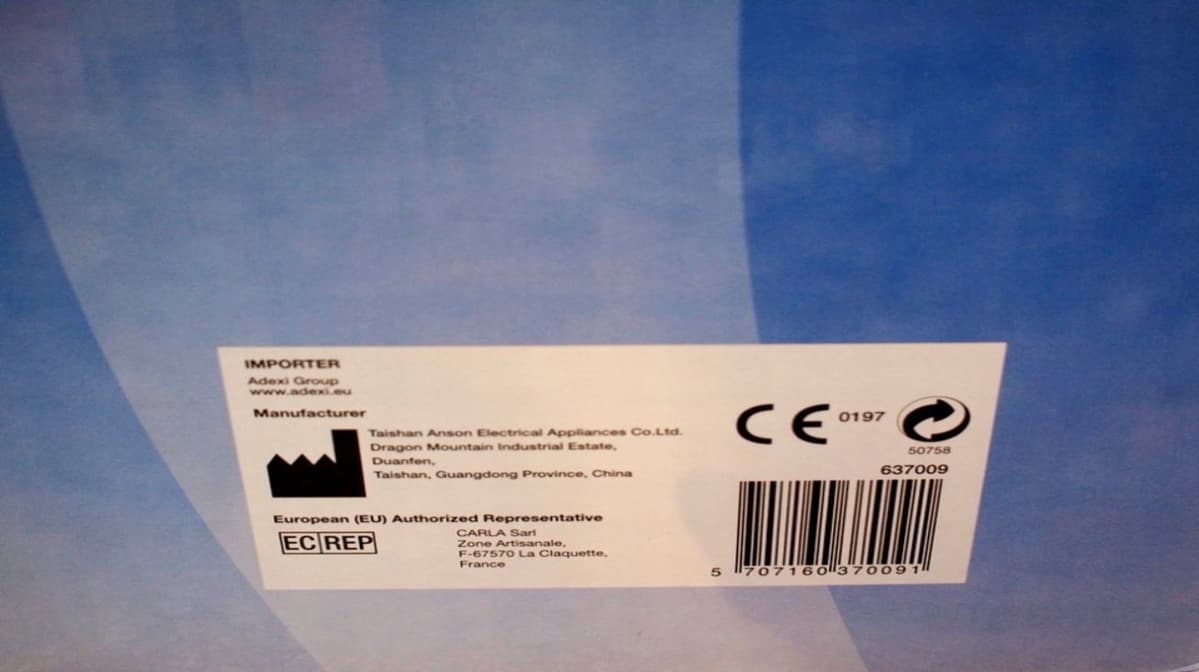 IMPORTER
Adexi Group
www.adexi.eu
Manufacturer
Taishan Anson Electrical Appliances Co.Ltd.
Dragon Mountain Industrial Estate,
Duanfen,
Taishan, Guangdong Province, China
European (EU) Authorized Representative
EC REP
CARLA Sarl
Zone Artisanale,
F-67570 La Claquette,
France
CE 0197
50758
637009
5 707160 370091